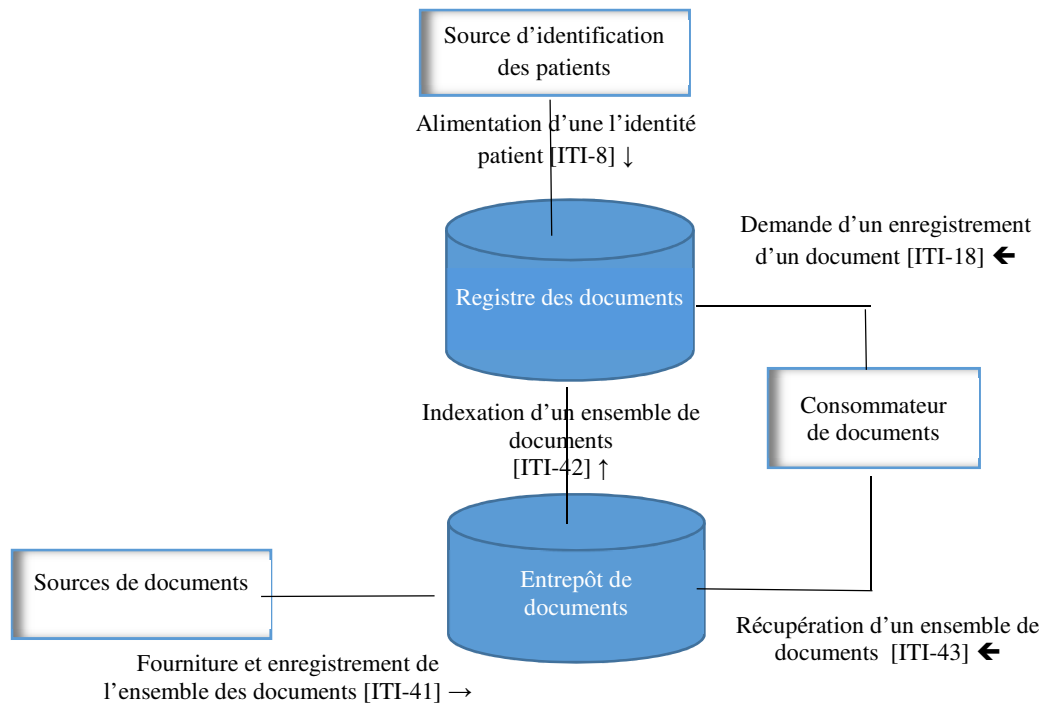 Source d'identification
des patients
Alimentation d'une l'identité
patient [ITI-8] ↓
Demande d'un enregistrement
d'un document [ITI-18] 🡸
Registre des documents
Indexation d'un ensemble de
documents
[ITI-42] ↑
Consommateur
de documents
Sources de documents
Entrepôt de
documents
Fourniture et enregistrement de
l'ensemble des documents [ITI-41] →
Récupération d'un ensemble de
documents [ITI-43] 🡸